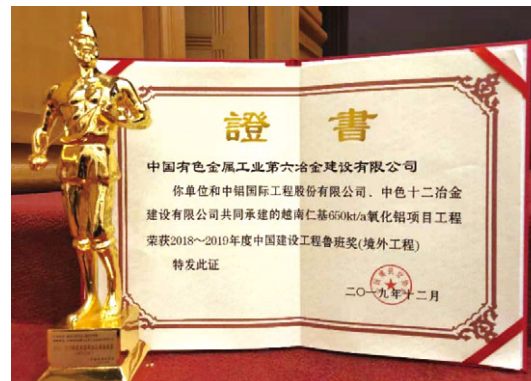 證書
中国有色金属工业第六冶金建设有限公司
你单位和中铝国际工程股份有限公司、中色十二冶金
建设有限公司共同承建的越南仁基650kt/a氧化铝项目工程
荣获2018～2019年度中国建设工程鲁班奖(境外工程)
特发此证
二〇一九年十二月